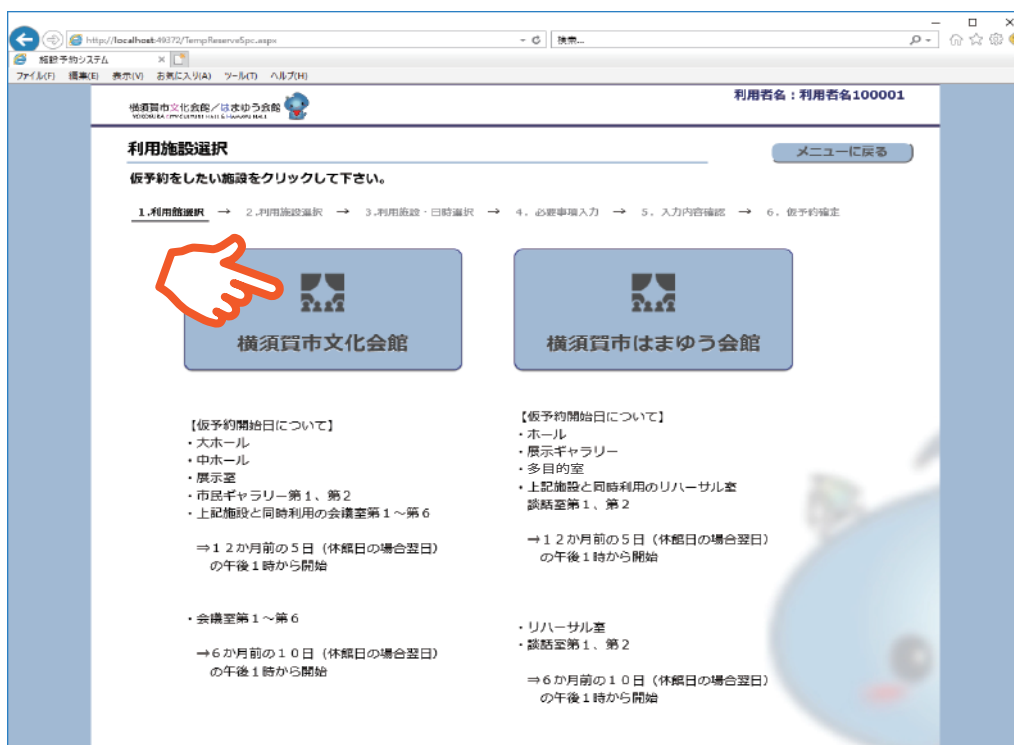 http://localhost:49372/TempReserveSpc.aspx
検索...
施設予約システム
ファイル(F) 編集(E) 表示(V) お気に入り(A) ツール(T) ヘルプ(H)
横須賀市文化会館／はまゆう会館
利用者名：利用者名100001
利用施設選択
メニューに戻る
仮予約をしたい施設をクリックして下さい。
1.利用館選択 → 2.利用施設選択 → 3.利用施設・日時選択 → 4. 必要事項入力 → 5. 入力内容確認 → 6. 仮予約確定
横須賀市文化会館
横須賀市はまゆう会館
【仮予約開始日について】
・大ホール
・中ホール
・展示室
・市民ギャラリー第１、第２
・上記施設と同時利用の会議室第１～第６
⇒１２か月前の５日（休館日の場合翌日）
の午後１時から開始
・会議室第１～第６
→６か月前の１０日（休館日の場合翌日）
の午後１時から開始
【仮予約開始日について】
・ホール
・展示ギャラリー
・多目的室
・上記施設と同時利用のリハーサル室
談話室第１、第２
→１２か月前の５日（休館日の場合翌日）
の午後１時から開始
・リハーサル室
・談話室第１、第２
⇒６か月前の１０日（休館日の場合翌日）
の午後１時から開始